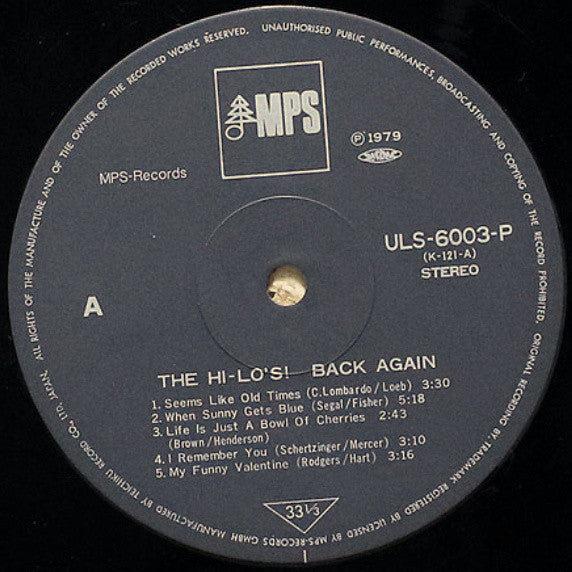 MPS
℗ 1979
MPS-Records
ULS-6003-P
(K-121-A)
STEREO
A
THE HI-LO'S! BACK AGAIN
1. Seems Like Old Times (C.Lombardo/Loeb) 3:30
2. When Sunny Gets Blue (Segal/Fisher) 5:18
3. Life Is Just A Bowl Of Cherries 2:43
(Brown/Henderson)
4. I Remember You (Schertzinger/Mercer) 3:10
5. My Funny Valentine (Rodgers/Hart) 3:16
33 1/3
ALL RIGHTS OF THE MANUFACTURE AND OF THE OWNER OF THE RECORDED WORKS RESERVED. UNAUTHORISED PUBLIC PERFORMANCES, BROADCASTING AND COPYING OF THE RECORD PROHIBITED. ORIGINAL RECORDING BY, TRADEMARK REGISTERED BY, LICENSED BY MPS-RECORDS GMBH MANUFACTURED BY TEICHIKU RECORD CO., LTD. JAPAN.